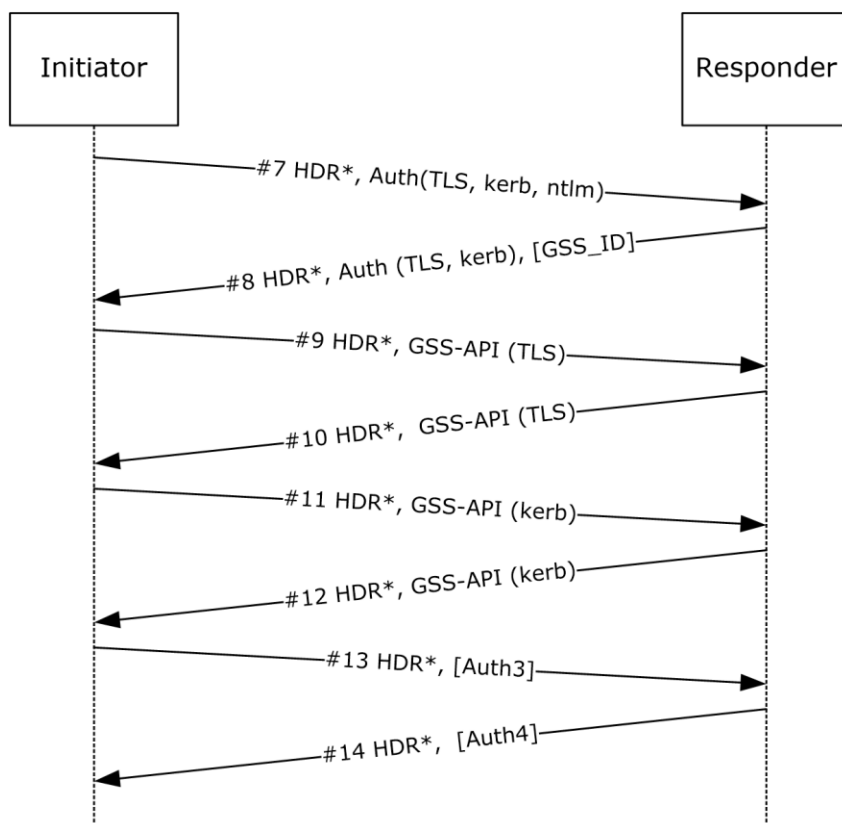 Initiator
Responder
#7 HDR*, Auth(TLS, kerb, ntlm)
#8 HDR*, Auth (TLS, kerb), [GSS_ID]
#9 HDR*, GSS-API (TLS)
#10 HDR*, GSS-API (TLS)
#11 HDR*, GSS-API (kerb)
#12 HDR*, GSS-API (kerb)
#13 HDR*, [Auth3]
#14 HDR*, [Auth4]